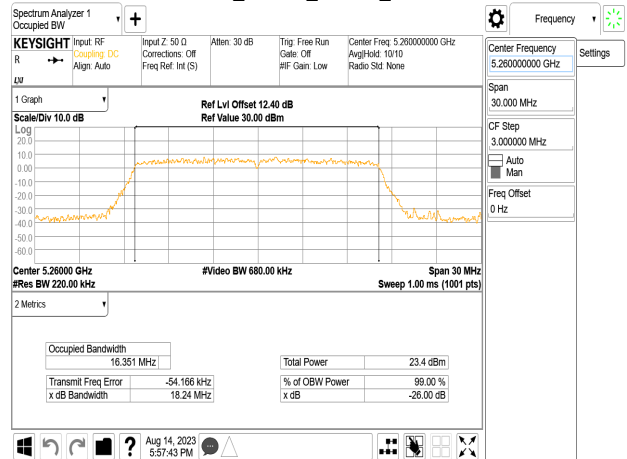 Spectrum Analyzer 1
Occupied BW
KEYSIGHT
R
Input: RF
Coupling: DC
Align: Auto
Input Z: 50 Ω
Corrections: Off
Freq Ref: Int (S)
Atten: 30 dB
Trig: Free Run
Gate: Off
#IF Gain: Low
Center Freq: 5.260000000 GHz
Avg|Hold: 10/10
Radio Std: None
Frequency
Center Frequency
5.260000000 GHz
Settings
Span
30.000 MHz
CF Step
3.000000 MHz
Auto
Man
Freq Offset
0 Hz
1 Graph
Scale/Div 10.0 dB
Ref Lvl Offset 12.40 dB
Ref Value 30.00 dBm
Log
20.0
10.0
0.00
-10.0
-20.0
-30.0
-40.0
-50.0
-60.0
Center 5.26000 GHz
#Video BW 680.00 kHz
Span 30 MHz
#Res BW 220.00 kHz
Sweep 1.00 ms (1001 pts)
2 Metrics
Occupied Bandwidth
16.351 MHz
Total Power 23.4 dBm
Transmit Freq Error -54.166 kHz
% of OBW Power 99.00 %
x dB Bandwidth 18.24 MHz
x dB -26.00 dB
?
Aug 14, 2023
5:57:43 PM